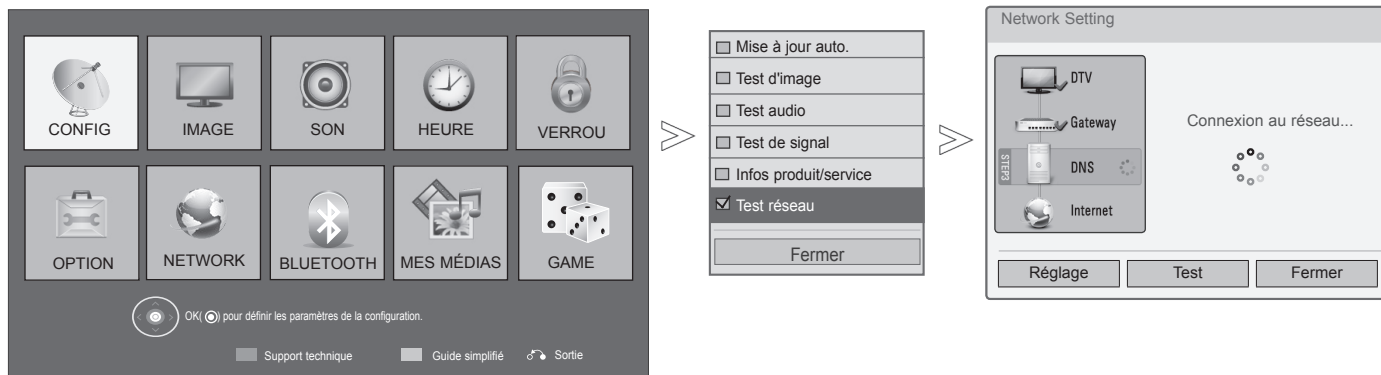 CONFIG
IMAGE
SON
HEURE
VERROU
OPTION
NETWORK
BLUETOOTH
MES MÉDIAS
GAME
OK( ) pour définir les paramètres de la configuration.
Support technique
Guide simplifié
Sortie
Mise à jour auto.
Test d'image
Test audio
Test de signal
Infos produit/service
Test réseau
Fermer
Network Setting
DTV
Gateway
STEP3
DNS
Internet
Connexion au réseau...
Réglage
Test
Fermer